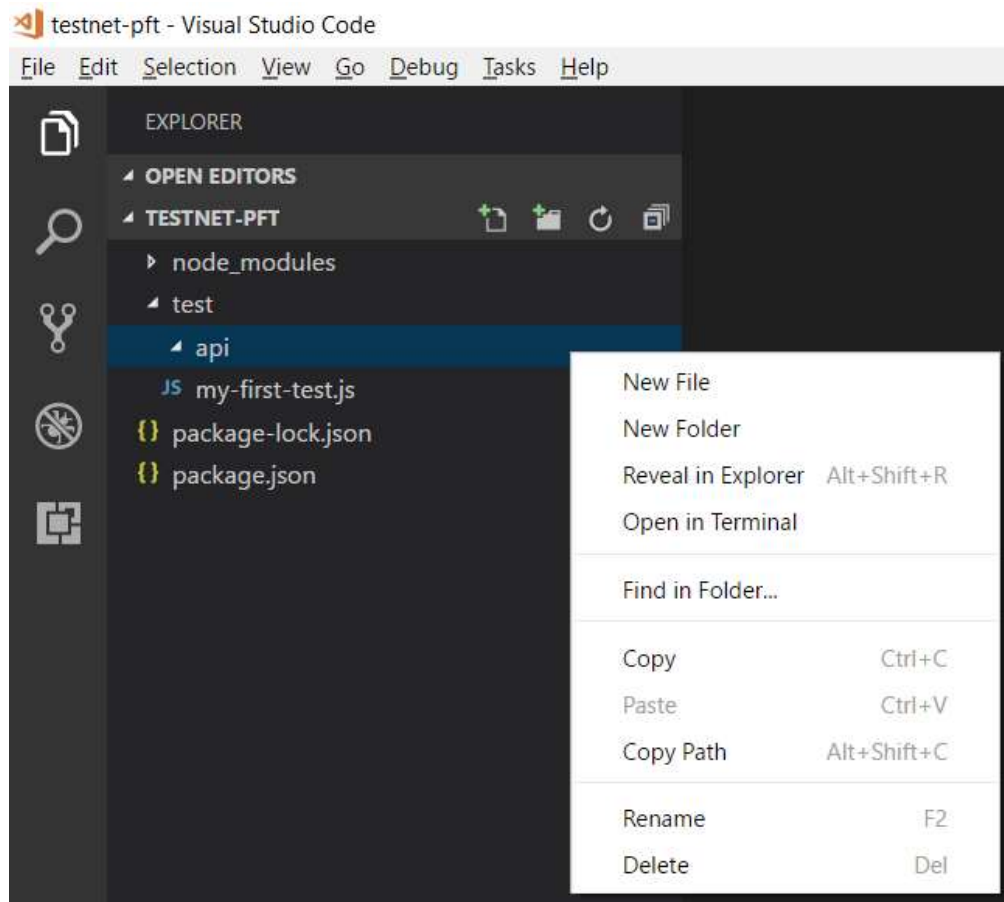 testnet-pft - Visual Studio Code
File Edit Selection View Go Debug Tasks Help
EXPLORER
OPEN EDITORS
TESTNET-PFT
node_modules
test
api
JS my-first-test.js
{} package-lock.json
{} package.json
New File
New Folder
Reveal in Explorer Alt+Shift+R
Open in Terminal
Find in Folder...
Copy Ctrl+C
Paste Ctrl+V
Copy Path Alt+Shift+C
Rename F2
Delete Del